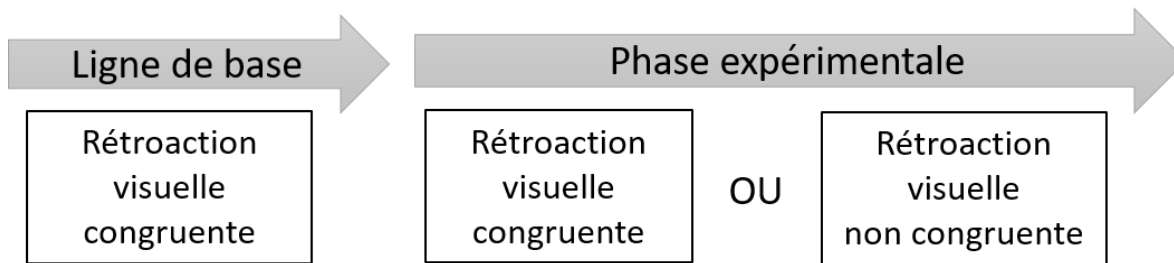 Ligne de base
Phase expérimentale
Rétroaction
visuelle
congruente
Rétroaction
visuelle
congruente
OU
Rétroaction
visuelle
non congruente